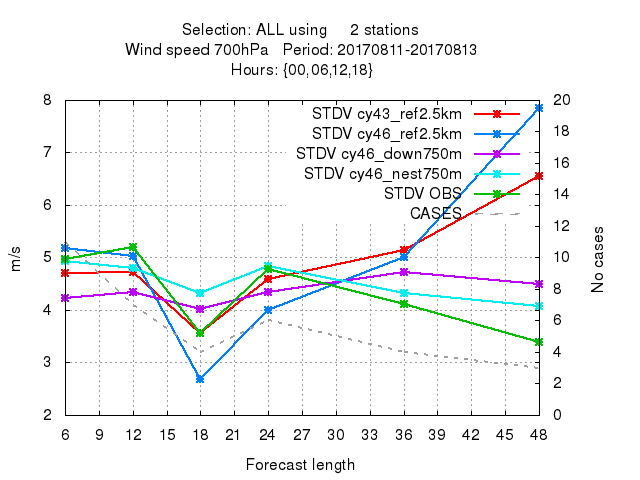 Selection: ALL using 2 stations
Wind speed 700hPa Period: 20170811-20170813
Hours: {00,06,12,18}
STDV cy43_ref2.5km
STDV cy46_ref2.5km
STDV cy46_down750m
STDV cy46_nest750m
STDV OBS
CASES
m/s
8
7
6
5
4
3
2
No cases
20
18
16
14
12
10
8
6
4
2
0
6 9 12 15 18 21 24 27 30 33 36 39 42 45 48
Forecast length